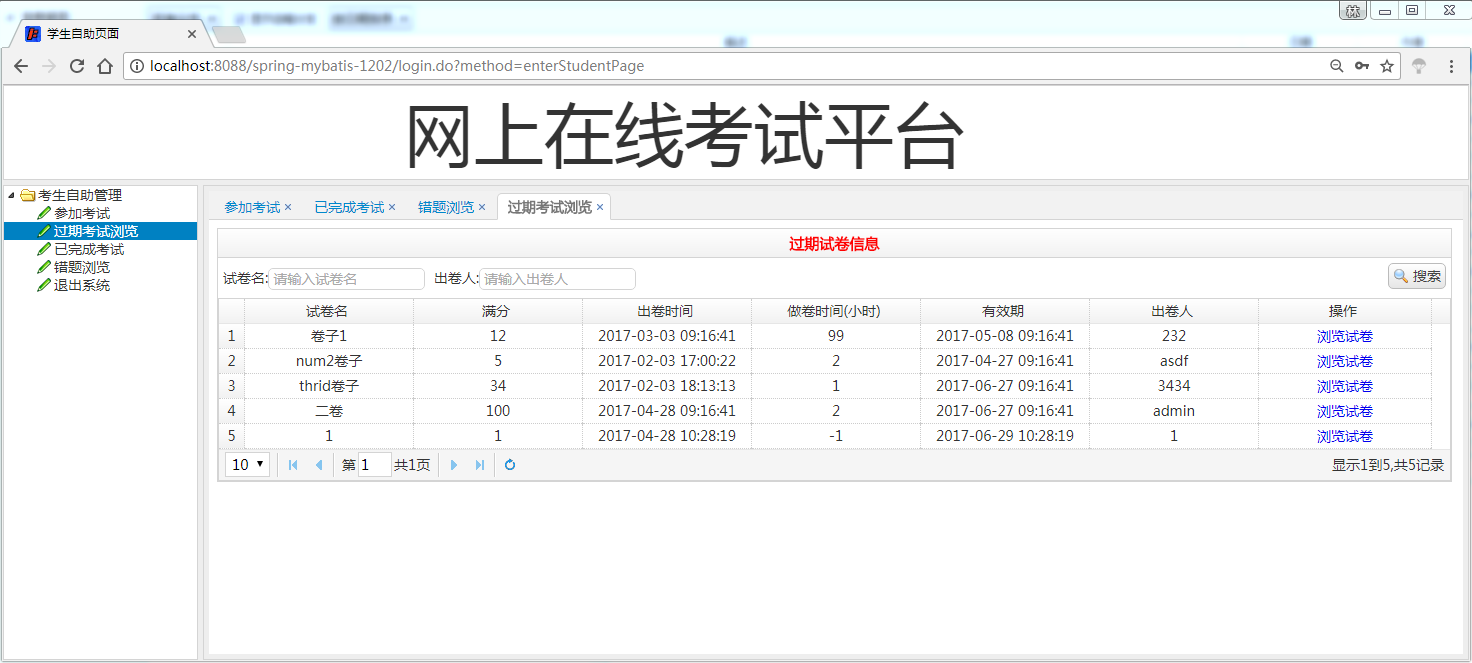 林
学生自助页面
localhost:8088/spring-mybatis-1202/login.do?method=enterStudentPage
网上在线考试平台
考生自助管理
参加考试
过期考试浏览
已完成考试
错题浏览
退出系统
参加考试 已完成考试 错题浏览 过期考试浏览
过期试卷信息
试卷名: 请输入试卷名 出卷人: 请输入出卷人 搜索
试卷名 满分 出卷时间 做卷时间(小时) 有效期 出卷人 操作
1 卷子1 12 2017-03-03 09:16:41 99 2017-05-08 09:16:41 232 浏览试卷
2 num2卷子 5 2017-02-03 17:00:22 2 2017-04-27 09:16:41 asdf 浏览试卷
3 thrid卷子 34 2017-02-03 18:13:13 1 2017-06-27 09:16:41 3434 浏览试卷
4 二卷 100 2017-04-28 09:16:41 2 2017-06-27 09:16:41 admin 浏览试卷
5 1 1 2017-04-28 10:28:19 -1 2017-06-29 10:28:19 1 浏览试卷
10 第 1 共1页 显示1到5,共5记录